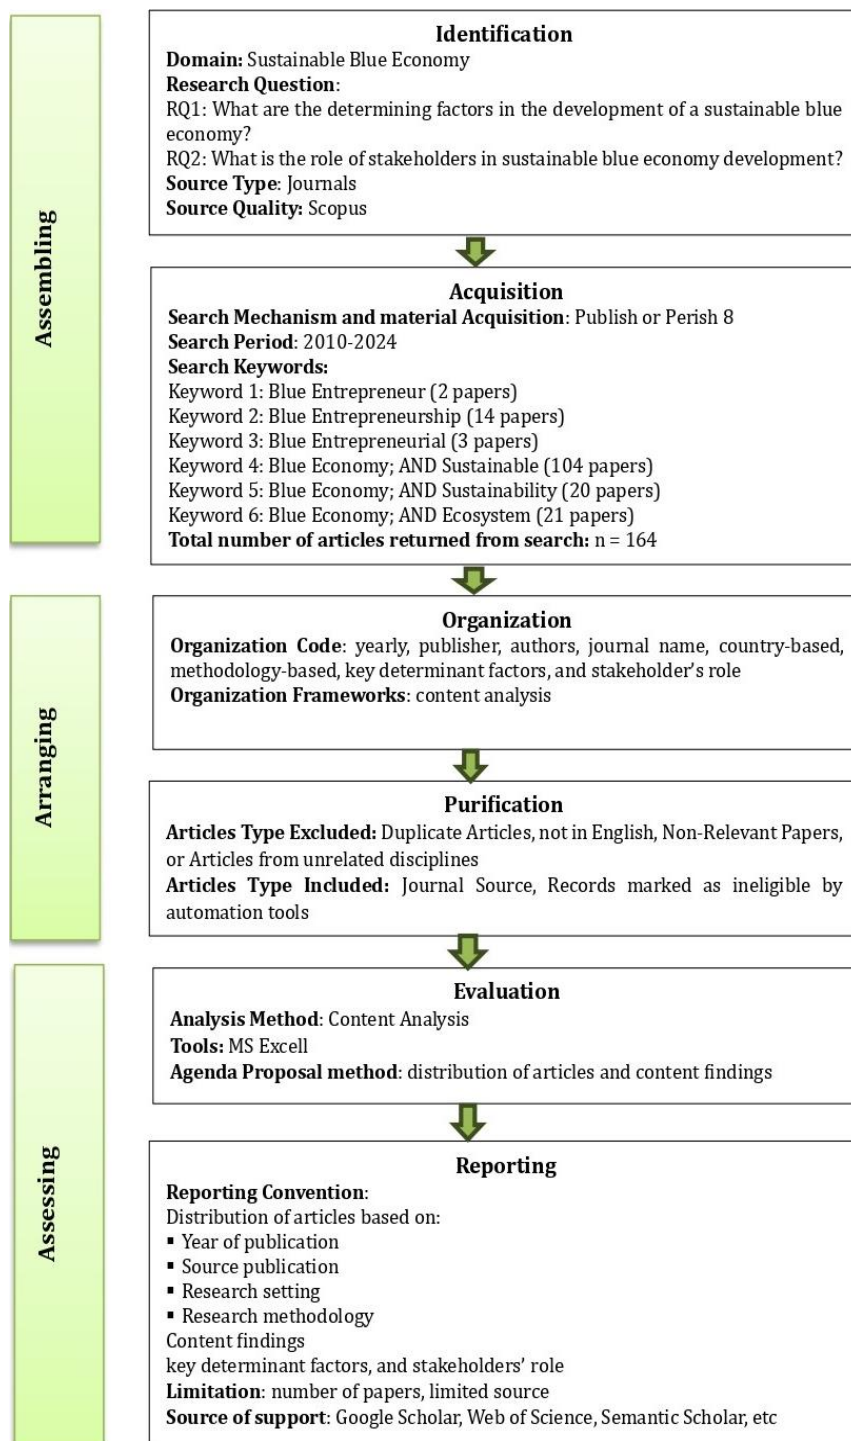 Assembling
Identification
Domain: Sustainable Blue Economy
Research Question:
RQ1: What are the determining factors in the development of a sustainable blue
economy?
RQ2: What is the role of stakeholders in sustainable blue economy development?
Source Type: Journals
Source Quality: Scopus
Acquisition
Search Mechanism and material Acquisition: Publish or Perish 8
Search Period: 2010-2024
Search Keywords:
Keyword 1: Blue Entrepreneur (2 papers)
Keyword 2: Blue Entrepreneurship (14 papers)
Keyword 3: Blue Entrepreneurial (3 papers)
Keyword 4: Blue Economy; AND Sustainable (104 papers)
Keyword 5: Blue Economy; AND Sustainability (20 papers)
Keyword 6: Blue Economy; AND Ecosystem (21 papers)
Total number of articles returned from search: n = 164
Arranging
Organization
Organization Code: yearly, publisher, authors, journal name, country-based,
methodology-based, key determinant factors, and stakeholder's role
Organization Frameworks: content analysis
Purification
Articles Type Excluded: Duplicate Articles, not in English, Non-Relevant Papers,
or Articles from unrelated disciplines
Articles Type Included: Journal Source, Records marked as ineligible by
automation tools
Assessing
Evaluation
Analysis Method: Content Analysis
Tools: MS Excell
Agenda Proposal method: distribution of articles and content findings
Reporting
Reporting Convention:
Distribution of articles based on:
▪ Year of publication
▪ Source publication
▪ Research setting
▪ Research methodology
Content findings
key determinant factors, and stakeholders' role
Limitation: number of papers, limited source
Source of support: Google Scholar, Web of Science, Semantic Scholar, etc